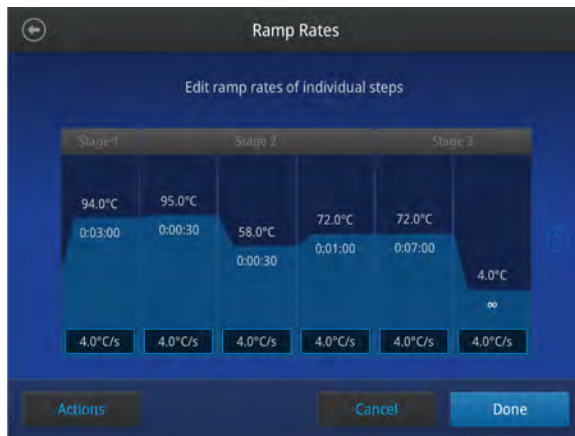 Ramp Rates
Edit ramp rates of individual steps
Stage 1 Stage 2 Stage 3
94.0°C 95.0°C 58.0°C 72.0°C 72.0°C 4.0°C
0:03:00 0:00:30 0:00:30 0:01:00 0:07:00 ∞
4.0°C/s 4.0°C/s 4.0°C/s 4.0°C/s 4.0°C/s 4.0°C/s
Actions Cancel Done